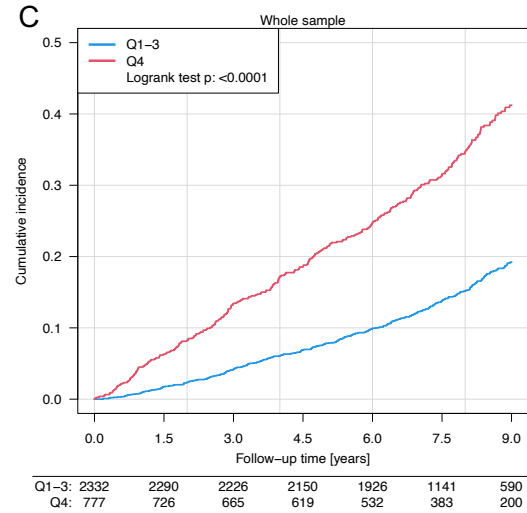 C
Whole sample
Q1−3
Q4
Logrank test p: <0.0001
0.5
0.4
0.3
0.2
0.1
0.0
Cumulative incidence
0.0 1.5 3.0 4.5 6.0 7.5 9.0
Follow-up time [years]
Q1−3: 2332 2290 2226 2150 1926 1141 590
Q4: 777 726 665 619 532 383 200